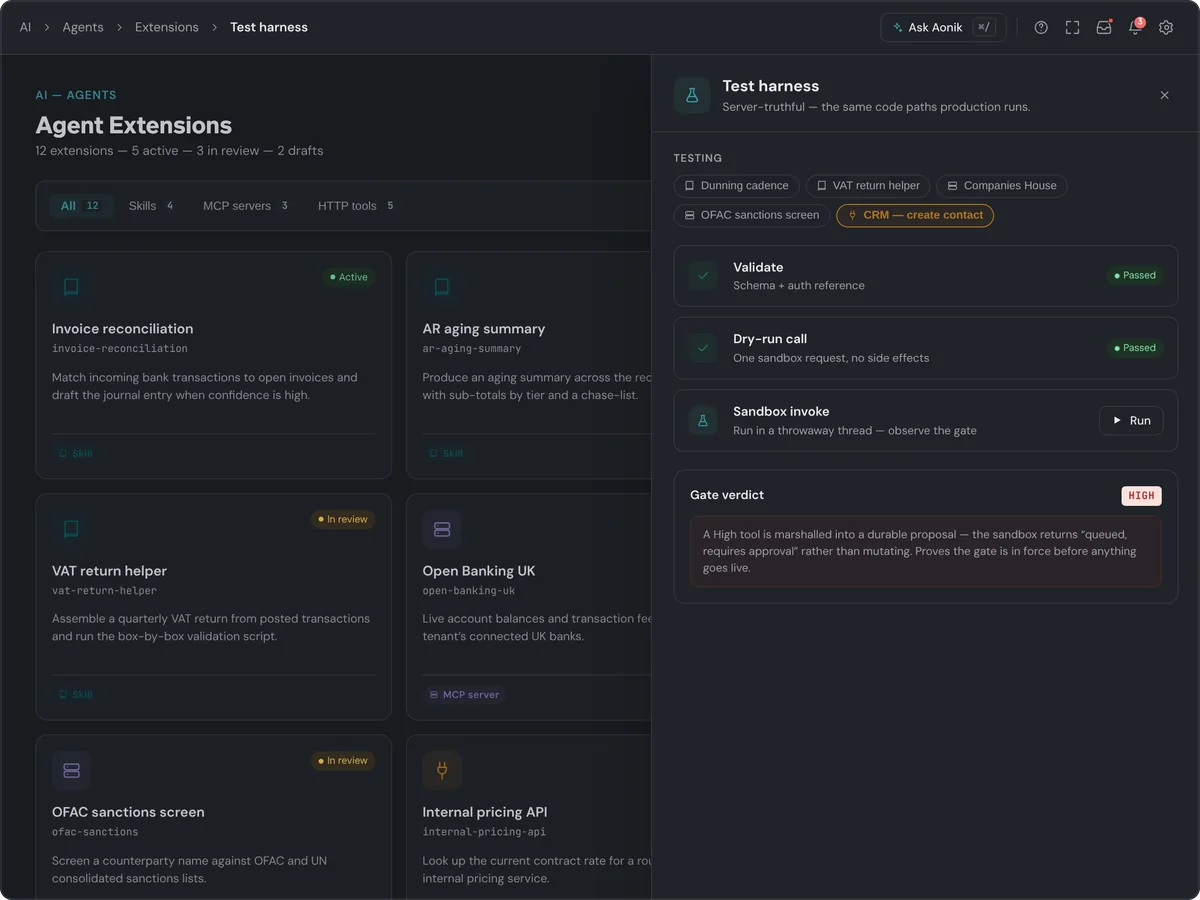 AI > Agents > Extensions > Test harness
Ask Aonik ⌘/
3
AI — AGENTS
Agent Extensions
12 extensions — 5 active — 3 in review — 2 drafts
All 12 Skills 4 MCP servers 3 HTTP tools 5
Active
Invoice reconciliation
invoice-reconciliation
Match incoming bank transactions to open invoices and
draft the journal entry when confidence is high.
Skill
AR aging summary
ar-aging-summary
Produce an aging summary across the rec
with sub-totals by tier and a chase-list.
Skill
In review
VAT return helper
vat-return-helper
Assemble a quarterly VAT return from posted transactions
and run the box-by-box validation script.
Skill
Open Banking UK
open-banking-uk
Live account balances and transaction fee
tenant’s connected UK banks.
MCP server
In review
OFAC sanctions screen
ofac-sanctions
Screen a counterparty name against OFAC and UN
consolidated sanctions lists.
Internal pricing API
internal-pricing-api
Look up the current contract rate for a rou
internal pricing service.
Test harness
Server-truthful — the same code paths production runs.
TESTING
Dunning cadence VAT return helper Companies House
OFAC sanctions screen CRM — create contact
Validate
Schema + auth reference
Passed
Dry-run call
One sandbox request, no side effects
Passed
Sandbox invoke
Run in a throwaway thread — observe the gate
Run
Gate verdict
HIGH
A High tool is marshalled into a durable proposal — the sandbox returns “queued,
requires approval” rather than mutating. Proves the gate is in force before anything
goes live.